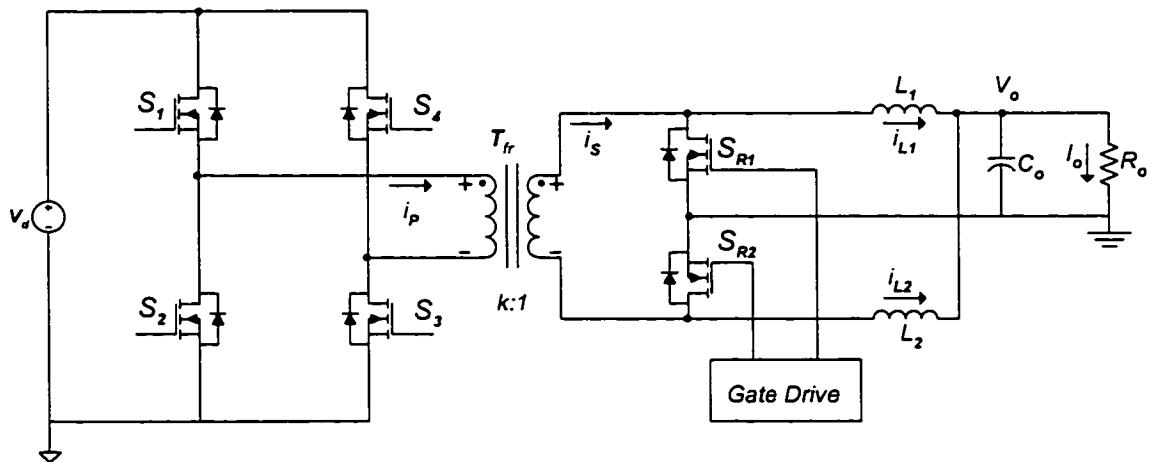 S1
S4
S2
S3
vd
iP
+
-
+
-
Tfr
k:1
iS
SR1
SR2
L1
iL1
iL2
L2
Vo
Io
Co
Ro
Gate Drive